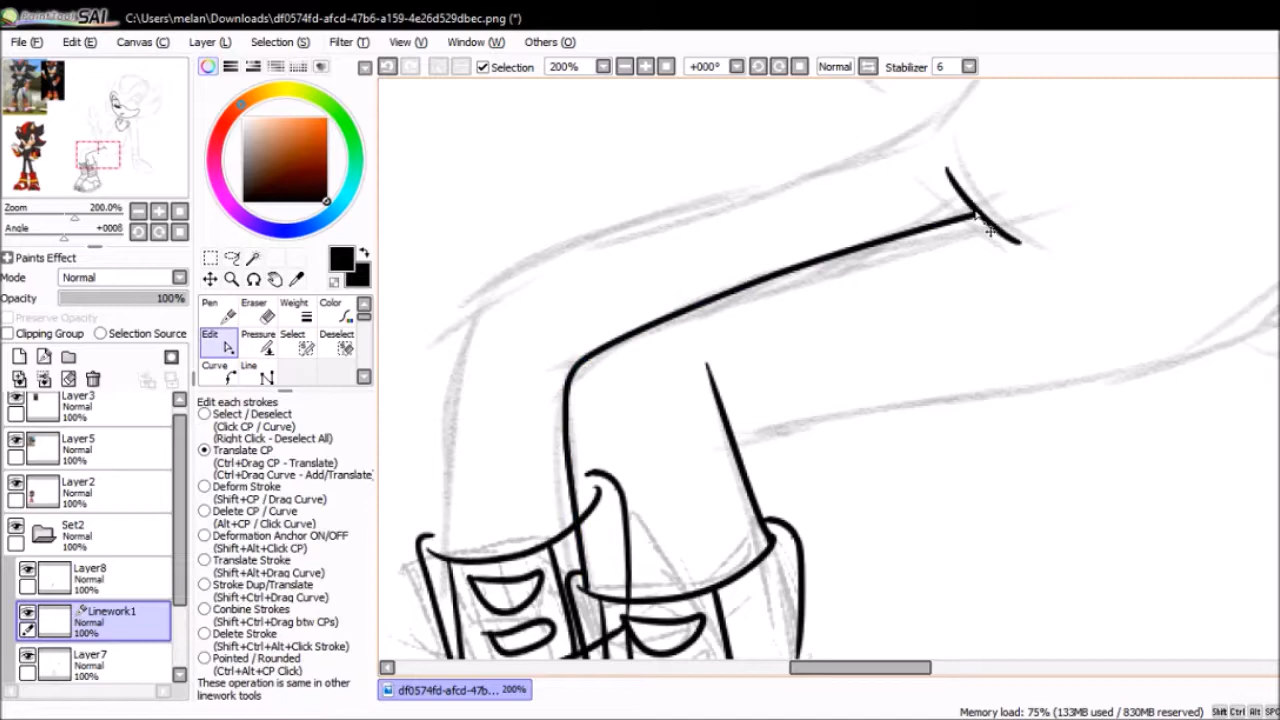 PaintTool SAI C:\Users\melan\Downloads\df0574fd-afcd-47b6-a159-4e26d529dbec.png (*)
File (F) Edit (E) Canvas (C) Layer (L) Selection (S) Filter (T) View (V) Window (W) Others (O)
Selection 200% +000° Normal Stabilizer 6
Zoom 200.0%
Angle +000δ
Paints Effect
Mode Normal
Opacity 100%
Preserve Opacity
Clipping Group Selection Source
Layer3
Normal
100%
Layer5
Normal
100%
Layer2
Normal
100%
Set2
Normal
100%
Layer8
Normal
100%
Linework1
Normal
100%
Layer7
Normal
100%
Pen Eraser Weight Color
Edit Pressure Select Deselect
Curve Line
Edit each strokes
Select / Deselect
(Click CP / Curve)
(Right Click - Deselect All)
Translate CP
(Ctrl+Drag CP - Translate)
(Ctrl+Drag Curve - Add/Translate
Deform Stroke
(Shift+CP / Drag Curve)
Delete CP / Curve
(Alt+CP / Click Curve)
Deformation Anchor ON/OFF
(Shift+Alt+Click CP)
Translate Stroke
(Shift+Alt+Drag Curve)
Stroke Dup/Translate
(Shift+Ctrl+Drag Curve)
Conbine Strokes
(Shift+Ctrl+Drag btw CPs)
Delete Stroke
(Shift+Ctrl+Alt+Click Stroke)
Pointed / Rounded
(Ctrl+Alt+CP Click)
These operation is same in other
linework tools
df0574fd-afcd-47b... 200%
Memory load: 75% (133MB used / 830MB reserved) Shift Ctrl Alt SPC